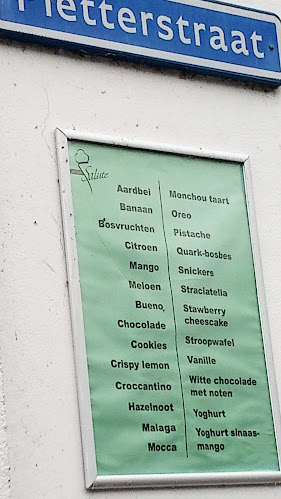 Pletterstraat
Salute
Aardbei
Banaan
Bosvruchten
Citroen
Mango
Meloen
Bueno,
Chocolade
Cookies
Crispy lemon
Croccantino
Hazelnoot
Malaga
Mocca
Monchou taart
Oreo
Pistache
Quark-bosbes
Snickers
Straciatella
Stawberry
cheescake
Stroopwafel
Vanille
Witte chocolade
met noten
Yoghurt
Yoghurt sinaas-
mango